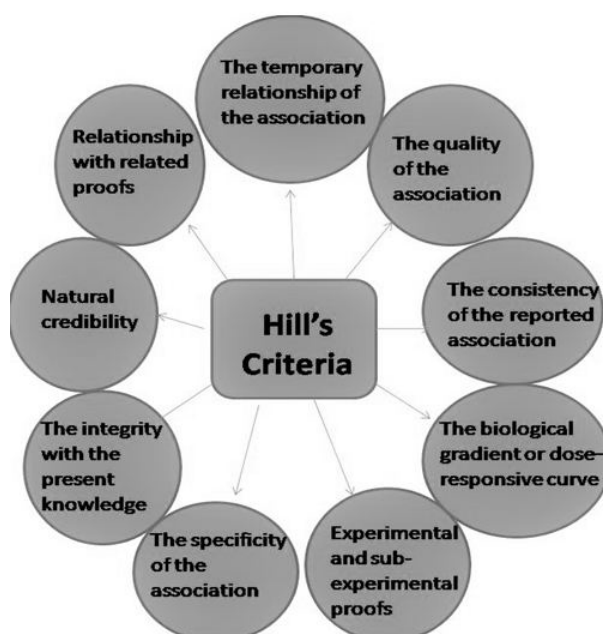 The temporary
relationship of
the association
The quality
of the
association
The consistency
of the reported
association
The biological
gradient or dose–
responsive curve
Experimental
and sub-
experimental
proofs
The specificity
of the
association
The integrity
with the
present
knowledge
Natural
credibility
Relationship
with related
proofs
Hill's
Criteria